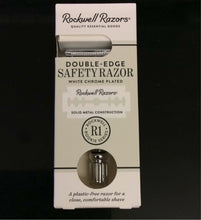 Rockwell Razors®
QUALITY ESSENTIAL GOODS
DOUBLE-EDGE
SAFETY RAZOR
WHITE CHROME PLATED
Rockwell Razors®
SOLID METAL CONSTRUCTION
ROCKWELL
R1
A plastic-free razor for a
close, comfortable shave